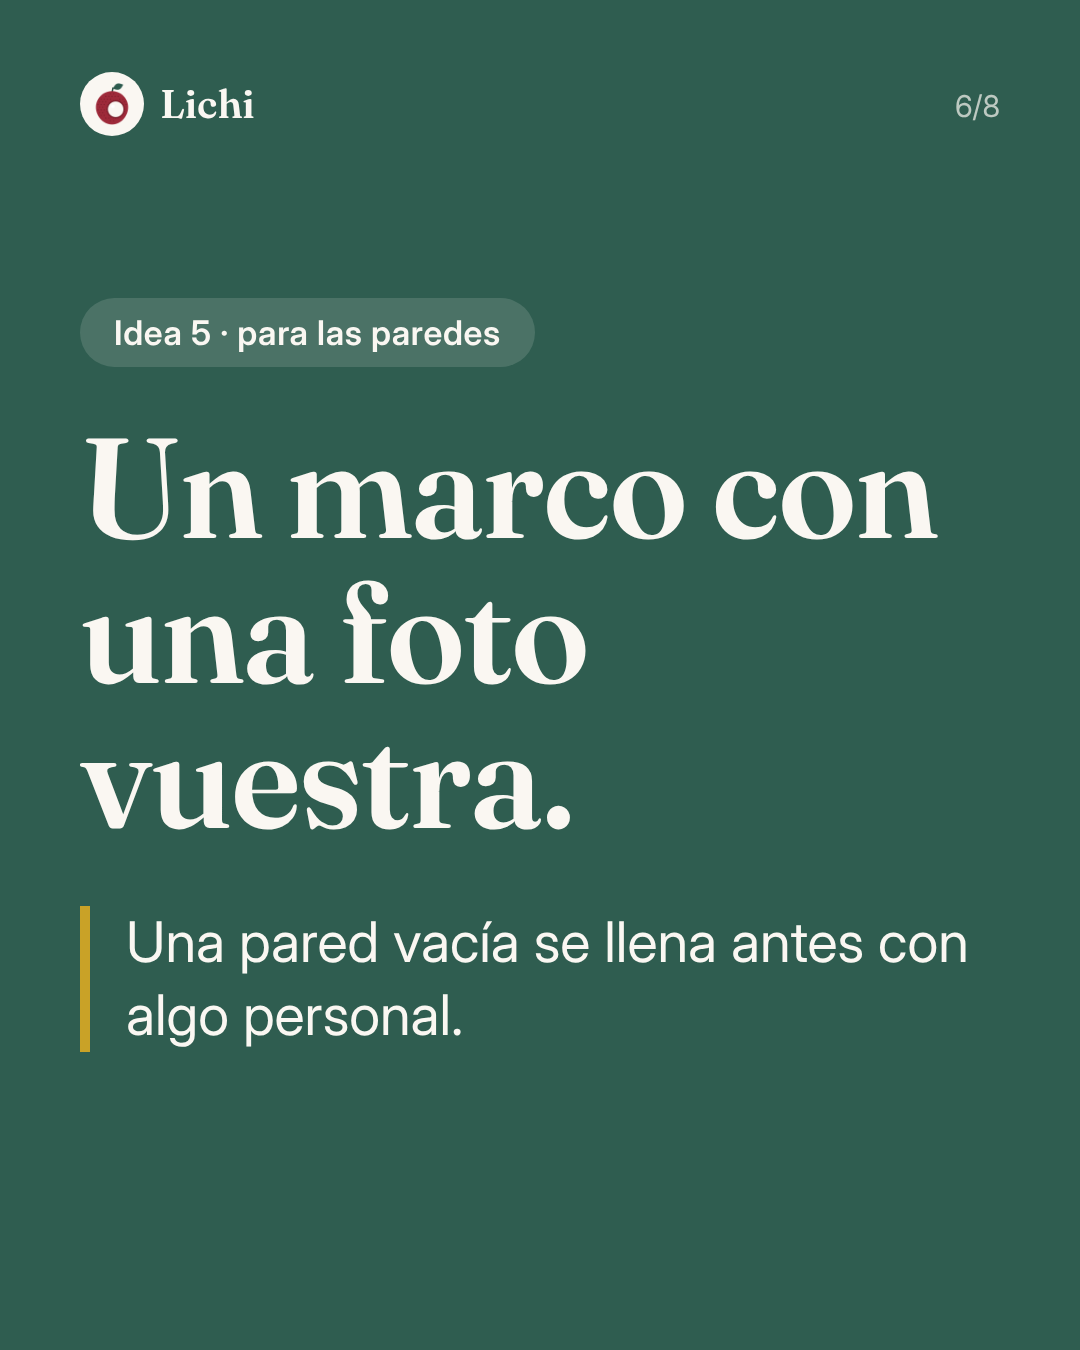 Lichi
6/8
Idea 5 · para las paredes
Un marco con
una foto
vuestra.
Una pared vacía se llena antes con
algo personal.